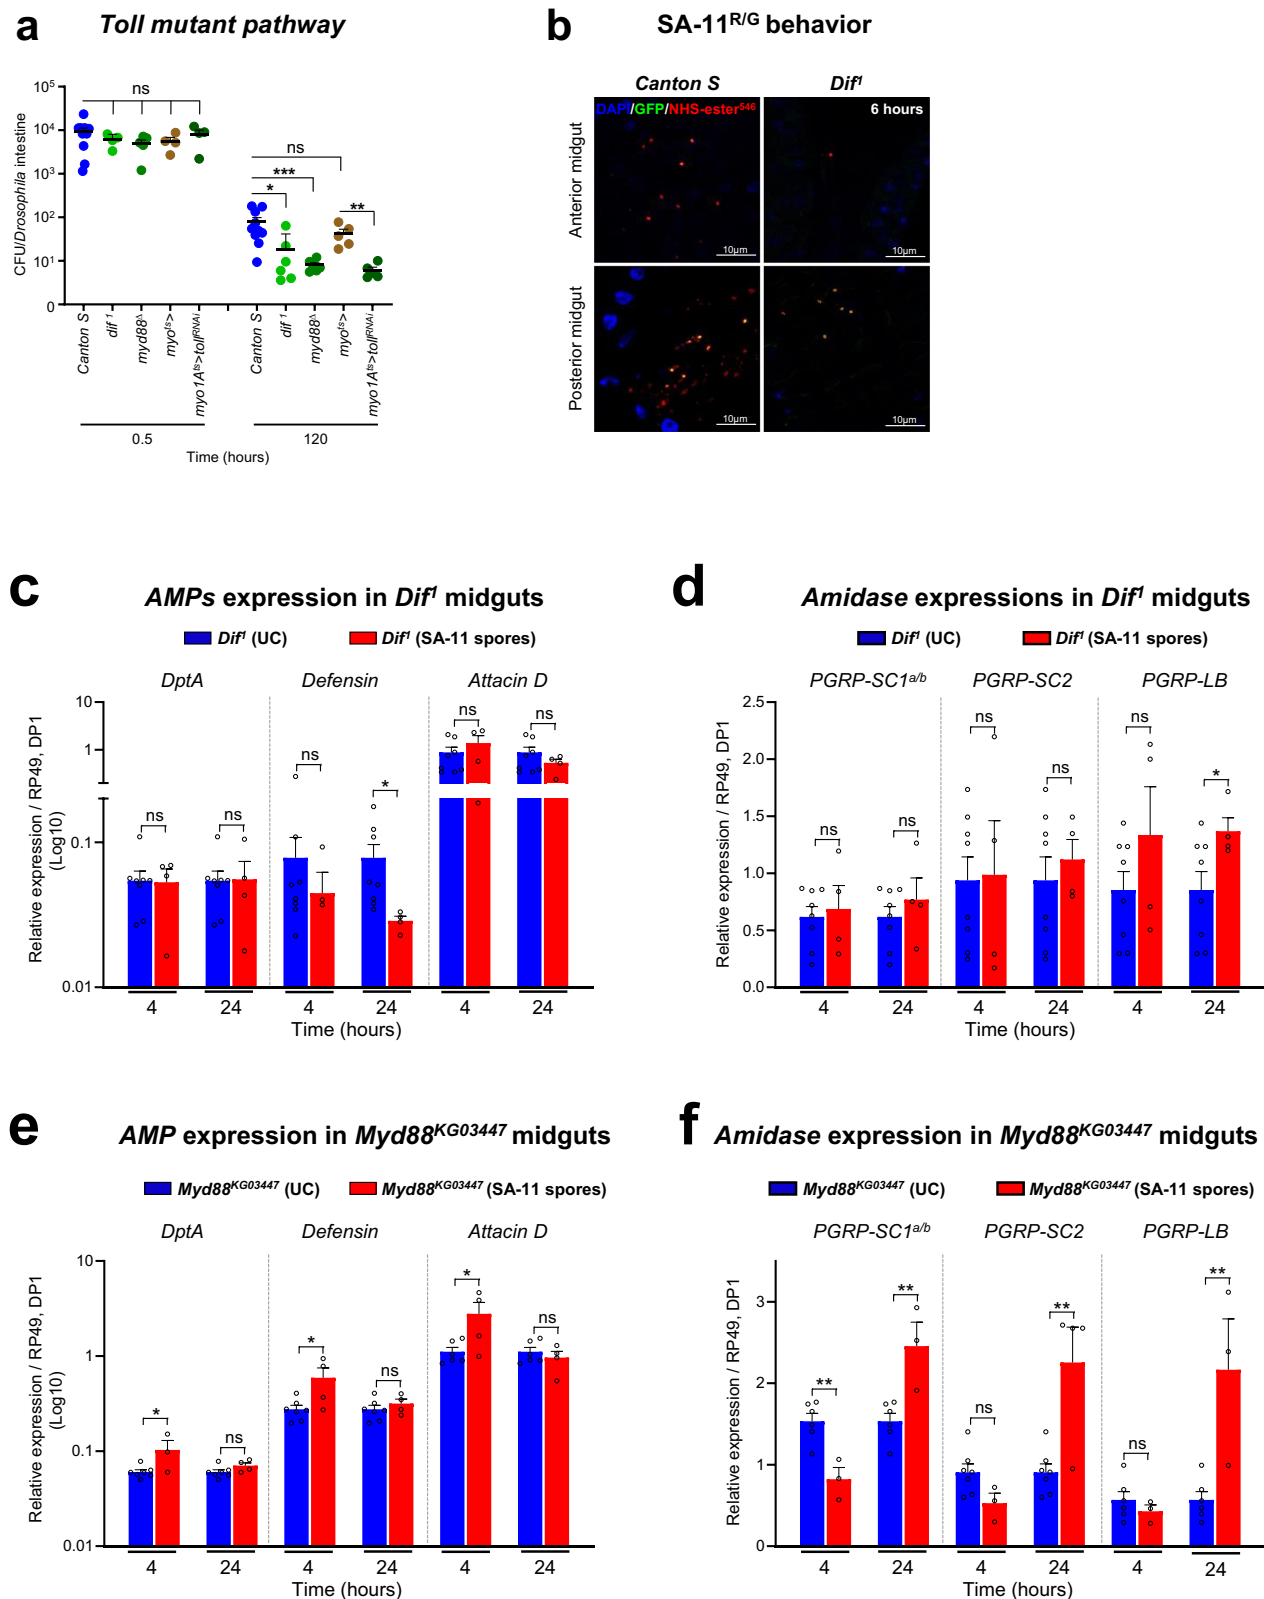 a
Toll mutant pathway
CFU/Drosophila intestine
10⁵
10⁴
10³
10²
10¹
0
ns
ns
***
*
**
Canton S
dif ¹
myd88Δ
myoᵗˢ>
myo1Aᵗˢ>tollᴿᴺᴬⁱ
Canton S
dif ¹
myd88Δ
myoᵗˢ>
myo1Aᵗˢ>tollᴿᴺᴬⁱ
0.5
120
Time (hours)
b
SA-11ᴿ/ᴳ behavior
Canton S
Dif¹
DAPI/GFP/NHS-ester⁵⁴⁶
6 hours
Anterior midgut
10μm
10μm
Posterior midgut
10μm
10μm
c
AMPs expression in Dif¹ midguts
Dif¹ (UC)
Dif¹ (SA-11 spores)
DptA
Defensin
Attacin D
Relative expression / RP49, DP1
(Log10)
10
1
0.1
0.01
ns
ns
ns
*
ns
ns
4
24
4
24
4
24
Time (hours)
d
Amidase expressions in Dif¹ midguts
Dif¹ (UC)
Dif¹ (SA-11 spores)
PGRP-SC1ᵃ/ᵇ
PGRP-SC2
PGRP-LB
Relative expression / RP49, DP1
2.5
2.0
1.5
1.0
0.5
0.0
ns
ns
ns
ns
ns
*
4
24
4
24
4
24
Time (hours)
e
AMP expression in Myd88ᴷᴳ⁰³⁴⁴⁷ midguts
Myd88ᴷᴳ⁰³⁴⁴⁷ (UC)
Myd88ᴷᴳ⁰³⁴⁴⁷ (SA-11 spores)
DptA
Defensin
Attacin D
Relative expression / RP49, DP1
(Log10)
10
1
0.1
0.01
*
ns
*
ns
*
ns
4
24
4
24
4
24
Time (hours)
f
Amidase expression in Myd88ᴷᴳ⁰³⁴⁴⁷ midguts
Myd88ᴷᴳ⁰³⁴⁴⁷ (UC)
Myd88ᴷᴳ⁰³⁴⁴⁷ (SA-11 spores)
PGRP-SC1ᵃ/ᵇ
PGRP-SC2
PGRP-LB
Relative expression / RP49, DP1
3
2
1
0
**
**
ns
**
ns
**
4
24
4
24
4
24
Time (hours)